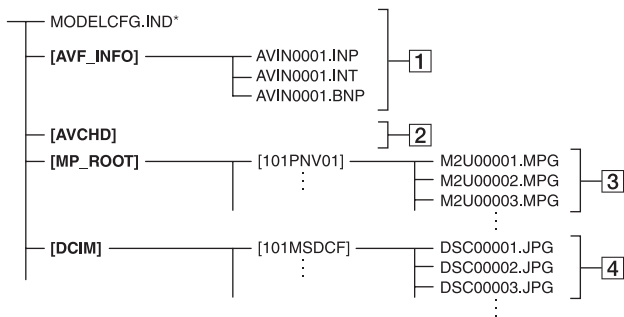 MODELCFG.IND*
[AVF_INFO] AVIN0001.INP
AVIN0001.INT 1
AVIN0001.BNP
[AVCHD] 2
[MP_ROOT] [101PNV01] M2U00001.MPG
M2U00002.MPG 3
M2U00003.MPG
[DCIM] [101MSDCF] DSC00001.JPG
DSC00002.JPG 4
DSC00003.JPG